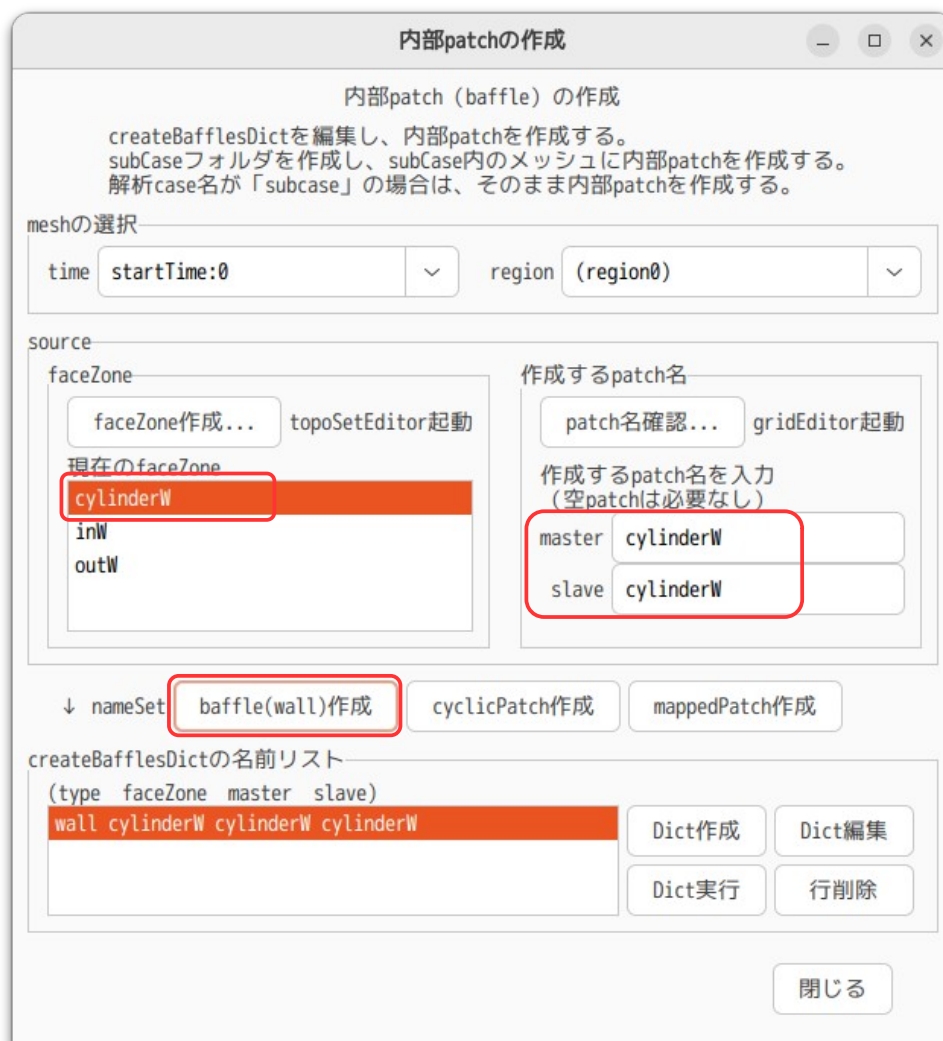 内部patchの作成
内部patch（baffle）の作成
createBafflesDictを編集し、内部patchを作成する。
subCaseフォルダを作成し、subCase内のメッシュに内部patchを作成する。
解析case名が「subcase」の場合は、そのまま内部patchを作成する。
meshの選択
time startTime:0 region (region0)
source
faceZone
faceZone作成... topoSetEditor起動
現在のfaceZone
cylinderW
inW
outW
作成するpatch名
patch名確認... gridEditor起動
作成するpatch名を入力
（空patchは必要なし）
master cylinderW
slave cylinderW
↓ nameSet baffle(wall)作成 cyclicPatch作成 mappedPatch作成
createBafflesDictの名前リスト
(type faceZone master slave)
wall cylinderW cylinderW cylinderW
Dict作成 Dict編集
Dict実行 行削除
閉じる